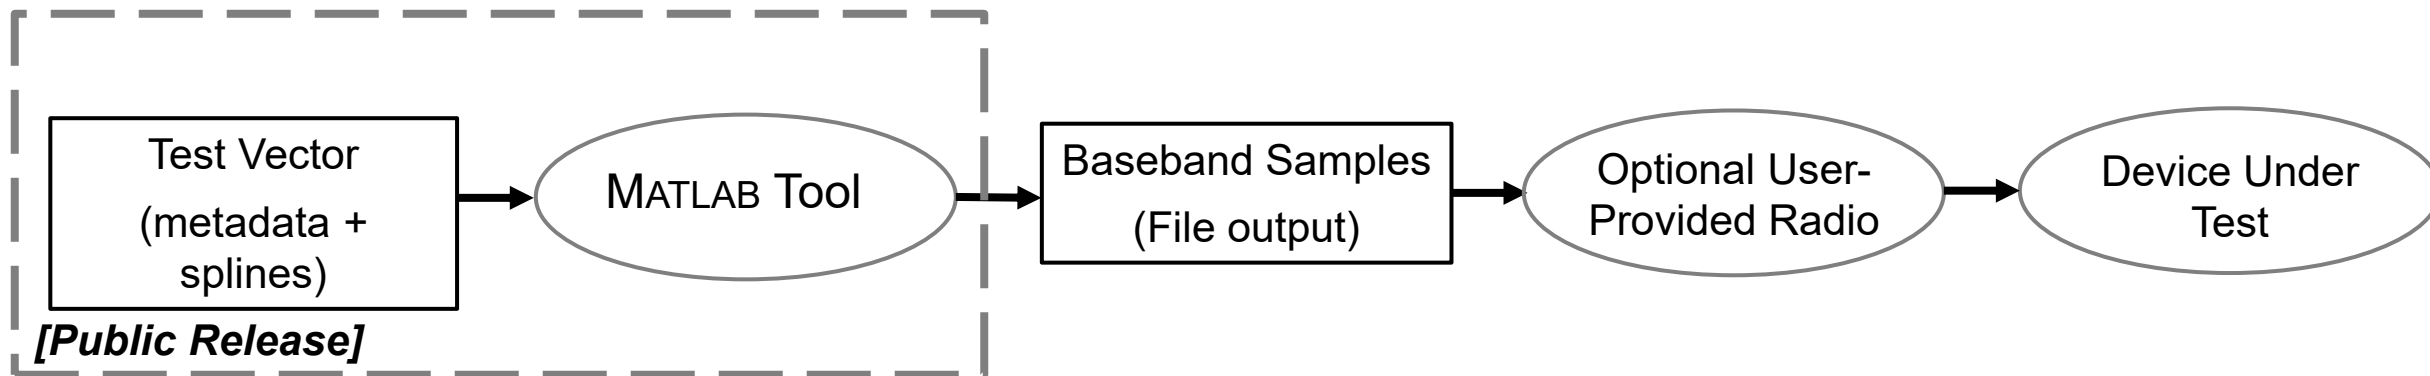 Test Vector
(metadata +
splines)
[Public Release]
MATLAB Tool
Baseband Samples
(File output)
Optional User-
Provided Radio
Device Under
Test